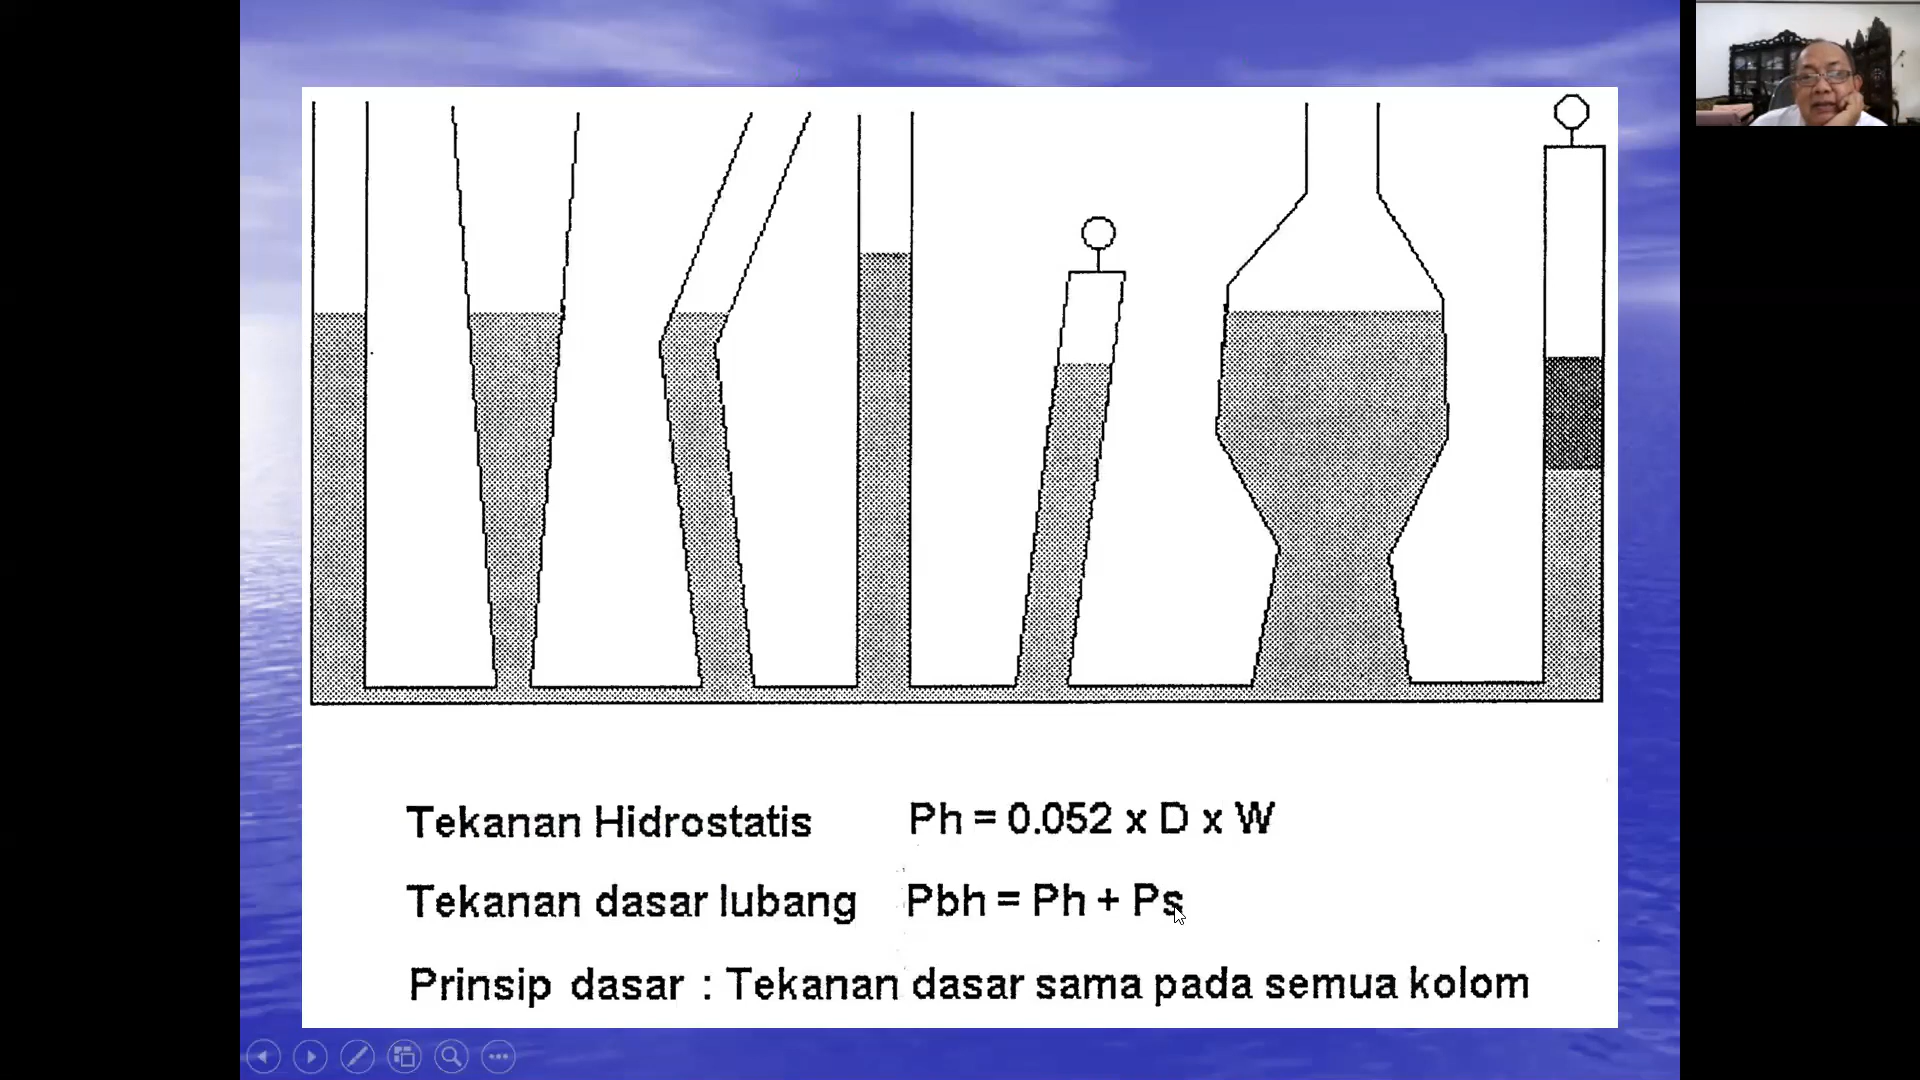 Tekanan Hidrostatis Ph = 0.052 x D x W
Tekanan dasar lubang Pbh = Ph + Ps
Prinsip dasar : Tekanan dasar sama pada semua kolom